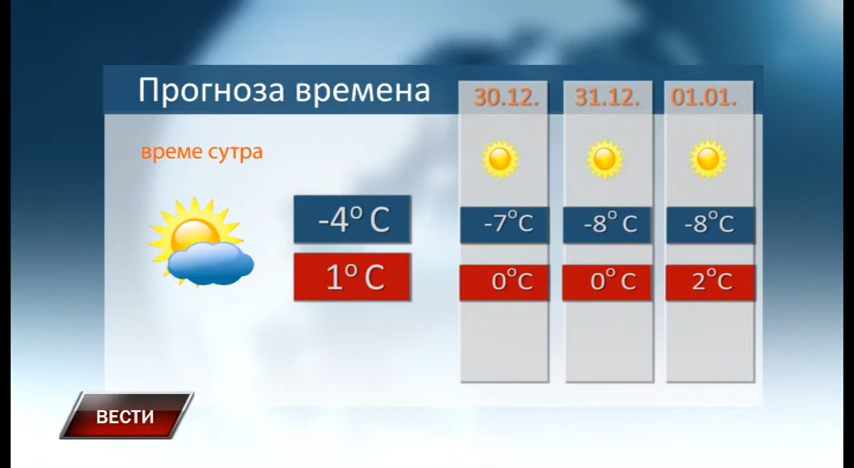 Прогноза времена
време сутра
-4°C
1°C
30.12. 31.12. 01.01.
-7°C -8°C -8°C
0°C 0°C 2°C
ВЕСТИ